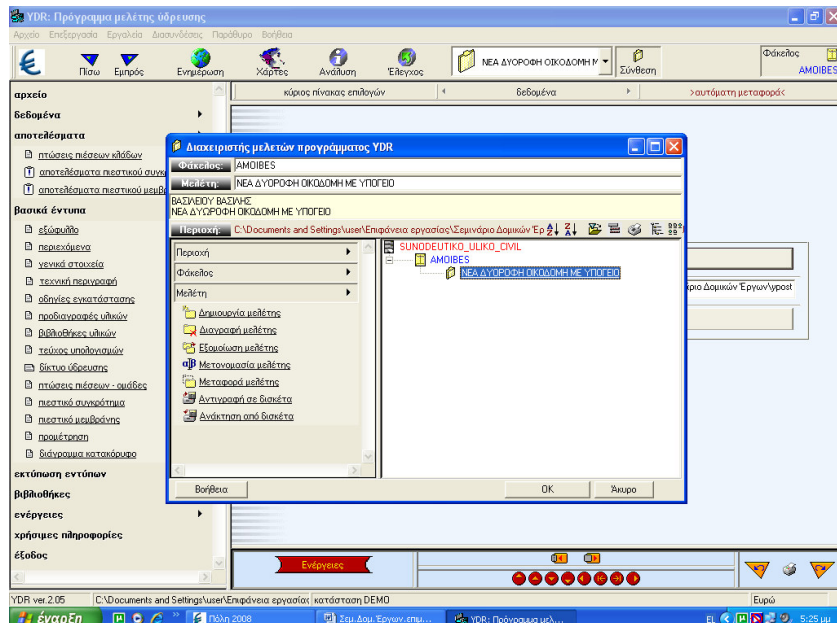 YDR: Πρόγραμμα μελέτης ύδρευσης
Αρχείο Επεξεργασία Εργαλεία Διασυνδέσεις Παράθυρο Βοήθεια
Πίσω Εμπρός Ενημέρωση Χάρτες Ανάλυση Έλεγχος ΝΕΑ ΔΥΟΡΟΦΗ ΟΙΚΟΔΟΜΗ Μ Σύνθεση Φάκελος
AMOIBES
αρχείο
κύριος πίνακας επιλογών δεδομένα >αυτόματη μεταφορά<
δεδομένα
αποτελέσματα
πτώσεις πιέσεων κλάδων
αποτελέσματα πιεστικού συγκ
αποτελέσματα πιεστικού μεμβρ
βασικά έντυπα
εξώφυλλο
περιεχόμενα
γενικά στοιχεία
τεχνική περιγραφή
οδηγίες εγκατάστασης
προδιαγραφές υλικών
βιβλιοθήκες υλικών
τεύχος υπολογισμών
δίκτυο ύδρευσης
πτώσεις πιέσεων - ομάδες
πιεστικό συγκρότημα
πιεστικό μεμβράνης
προμέτρηση
διάγραμμα κατακόρυφο
εκτύπωση εντύπων
βιβλιοθήκες
ενέργειες
χρήσιμες πληροφορίες
έξοδος
Διαχειριστής μελετών προγράμματος YDR
Φάκελος: AMOIBES
Μελέτη: ΝΕΑ ΔΥΟΡΟΦΗ ΟΙΚΟΔΟΜΗ ΜΕ ΥΠΟΓΕΙΟ
ΒΑΣΙΛΕΙΟΥ ΒΑΣΙΛΗΣ
ΝΕΑ ΔΥΩΡΟΦΗ ΟΙΚΟΔΟΜΗ ΜΕ ΥΠΟΓΕΙΟ
Περιοχή: C:\Documents and Settings\user\Επιφάνεια εργασίας\Σεμινάριο Δομικών Έρ
Περιοχή
Φάκελος
Μελέτη
Δημιουργία μελέτης
Διαγραφή μελέτης
Εξομοίωση μελέτης
Μετονομασία μελέτης
Μεταφορά μελέτης
Αντιγραφή σε δισκέτα
Ανάκτηση από δισκέτα
SUNODEUTIKO_ULIKO_CIVIL
AMOIBES
ΝΕΑ ΔΥΟΡΟΦΗ ΟΙΚΟΔΟΜΗ ΜΕ ΥΠΟΓΕΙΟ
Βοήθεια OK Άκυρο
άριο Δομικών Έργων\ypost
Ενέργειες
YDR ver.2.05 C:\Documents and Settings\user\Επιφάνεια εργασίας κατάσταση DEMO Ευρώ
έναρξη Πόλη 2008 Σεμ.Δομ.Έργων.επιμ... YDR: Πρόγραμμα μελ... EL 5:25 μμ